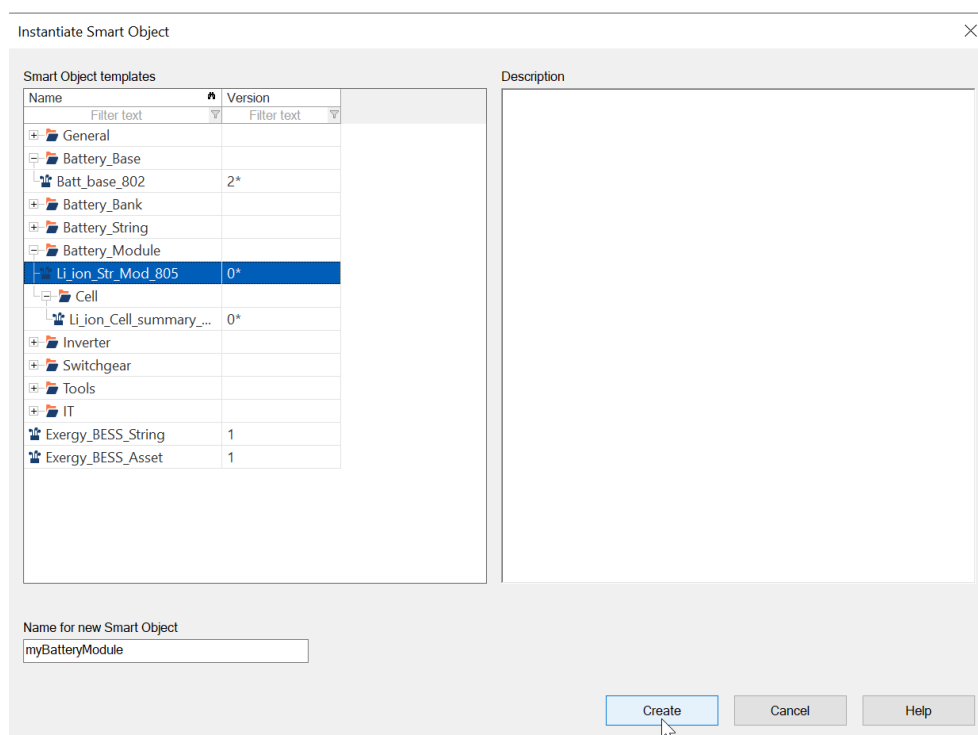 Instantiate Smart Object
Smart Object templates
Description
Name Version
Filter text Filter text
General
Battery_Base
Batt_base_802 2*
Battery_Bank
Battery_String
Battery_Module
Li_ion_Str_Mod_805 0*
Cell
Li_ion_Cell_summary_... 0*
Inverter
Switchgear
Tools
IT
Exergy_BESS_String 1
Exergy_BESS_Asset 1
Name for new Smart Object
myBatteryModule
Create Cancel Help